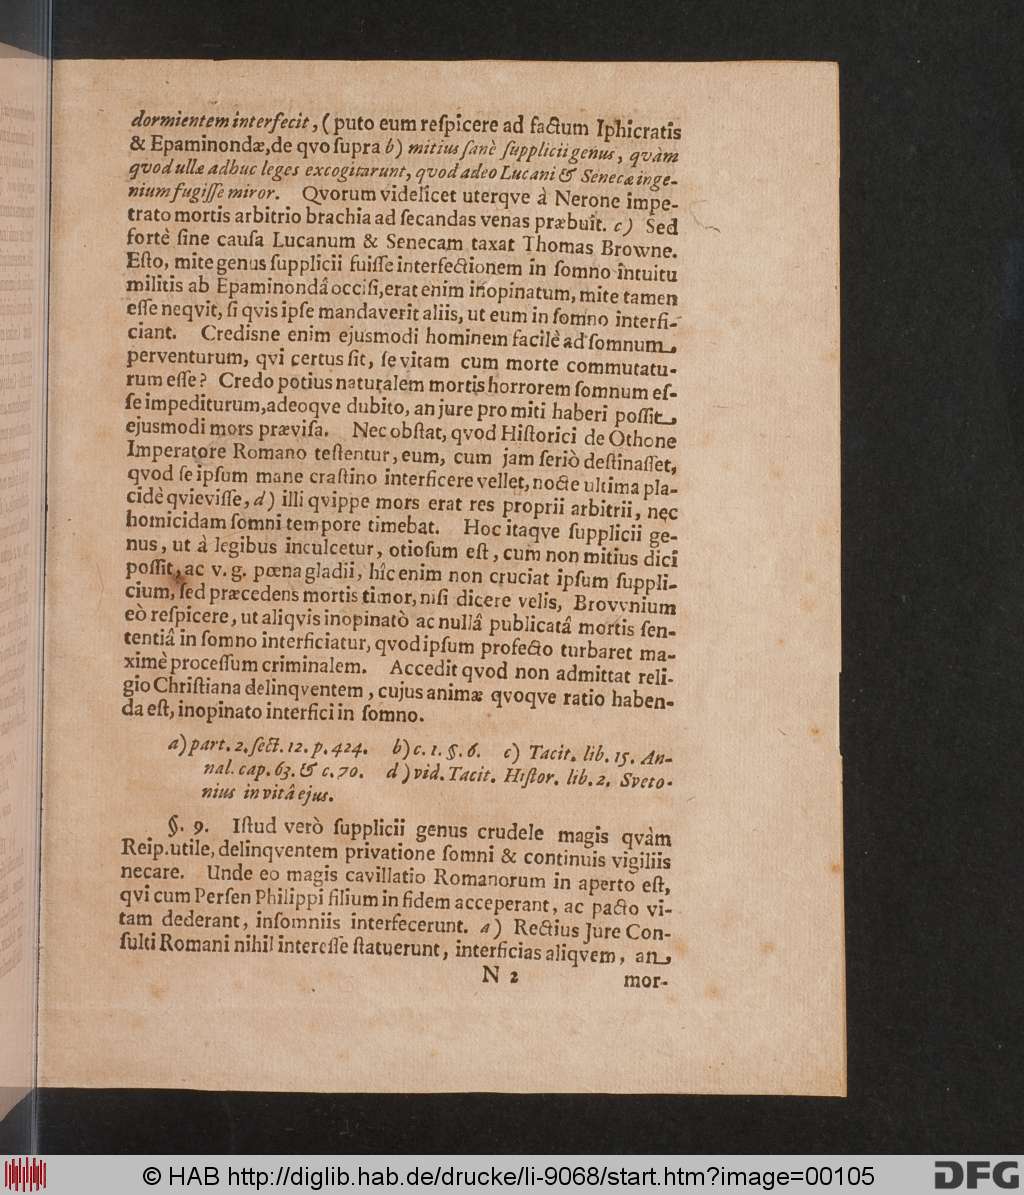 dormientem interfecit, (puto eum reſpicere ad factum Iphicratis
& Epaminondæ, de qvo ſupra b) mitius ſanè ſupplicii genus, quàm
quod ullæ adhuc leges excogitarunt, quod adeo Lucani & Senecæ inge-
nium fugiſſe miror. Qvorum videlicet uterqve à Nerone impe-
trato mortis arbitrio brachia ad ſecandas venas præbuit. c) Sed
fortè ſine cauſa Lucanum & Senecam taxat Thomas Browne.
Eſto, mite genus ſupplicii fuiſſe interfectionem in ſomno intuitu
militis ab Epaminondâ occiſi, erat enim inopinatum, mite tamen
eſſe neqvit, ſi qvis ipſe mandaverit aliis, ut eum in ſomno interfi-
ciant. Credisne enim ejusmodi hominem facilè ad ſomnum,
perventurum, qvi certus ſit, ſe vitam cum morte commutatu-
rum eſſe? Credo potius naturalem mortis horrorem ſomnum eſ-
ſe impediturum, adeoqve dubito, an jure pro miti haberi poſſit,
ejusmodi mors præviſa. Nec obſtat, qvod Hiſtorici de Othone
Imperatore Romano teſtentur, eum, cum jam ſeriò deſtinaſſet,
qvod ſe ipſum mane craſtino interficere vellet, nocte ultima pla-
cidè qvieviſſe, d) illi qvippe mors erat res proprii arbitrii, nec
homicidam ſomni tempore timebat. Hoc itaqve ſupplicii ge-
nus, ut à legibus inculcetur, otioſum eſt, cum non mitius dici
poſſit, ac v. g. pœna gladii, hîc enim non cruciat ipſum ſuppli-
cium, ſed præcedens mortis timor, niſi dicere velis, Brovvnium
eò reſpicere, ut aliqvis inopinatò ac nullâ publicatâ mortis ſen-
tentiâ in ſomno interficiatur, qvod ipſum profecto turbaret ma-
ximè proceſſum criminalem. Accedit qvod non admittat reli-
gio Chriſtiana delinqventem, cujus animæ qvoqve ratio haben-
da eſt, inopinato interfici in ſomno.
a) part. 2. ſect. 12. p. 424. b) c. 1. §. 6. c) Tacit. lib. 15. An-
nal. cap. 63. & c. 70. d) vid. Tacit. Hiſtor. lib. 2. Sveto-
nius in vitâ ejus.
§. 9. Iſtud verò ſupplicii genus crudele magis qvàm
Reip. utile, delinqventem privatione ſomni & continuis vigiliis
necare. Unde eo magis cavillatio Romanorum in aperto eſt,
qvi cum Perſen Philippi filium in fidem acceperant, ac pacto vi-
tam dederant, inſomniis interfecerunt. a) Rectius Jure Con-
ſulti Romani nihil intereſſe ſtatuerunt, interficias aliqvem, an,
N 2 mor-
© HAB http://diglib.hab.de/drucke/li-9068/start.htm?image=00105
DFG